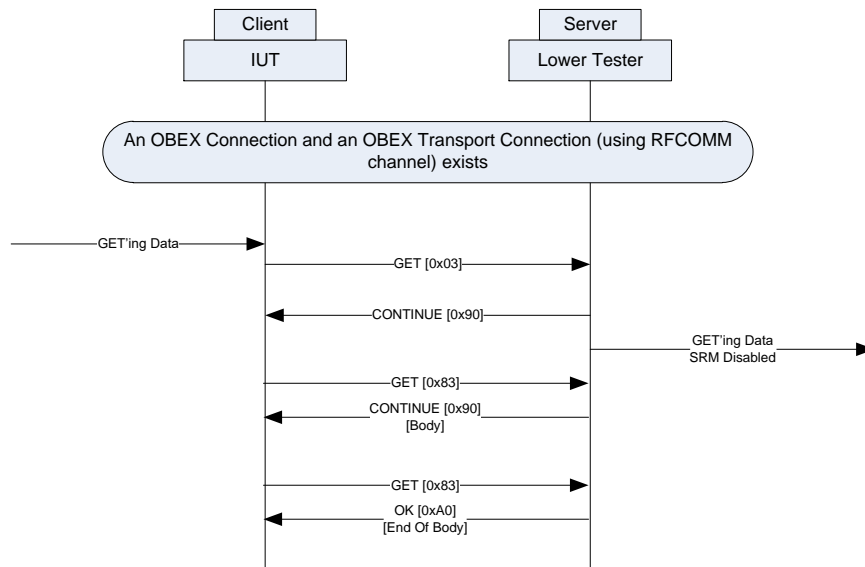 Client
IUT
Server
Lower Tester
An OBEX Connection and an OBEX Transport Connection (using RFCOMM
channel) exists
GET'ing Data
GET [0x03]
CONTINUE [0x90]
GET'ing Data
SRM Disabled
GET [0x83]
CONTINUE [0x90]
[Body]
GET [0x83]
OK [0xA0]
[End Of Body]